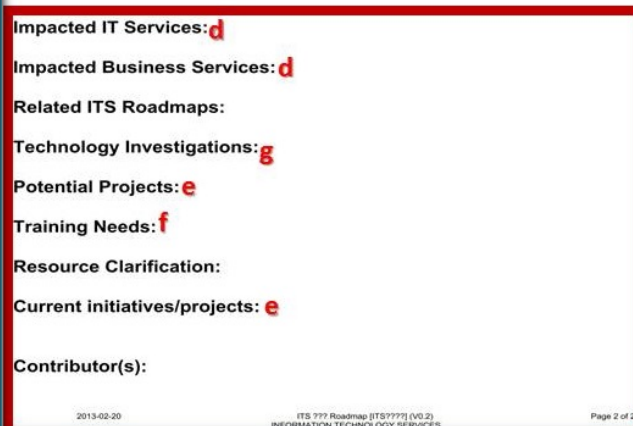 Impacted IT Services:d
Impacted Business Services:d
Related ITS Roadmaps:
Technology Investigations:g
Potential Projects:e
Training Needs:f
Resource Clarification:
Current initiatives/projects: e
Contributor(s):
2013-02-20 ITS ??? Roadmap [ITS????] (V0.2) Page 2 of 2
INFORMATION TECHNOLOGY SERVICES